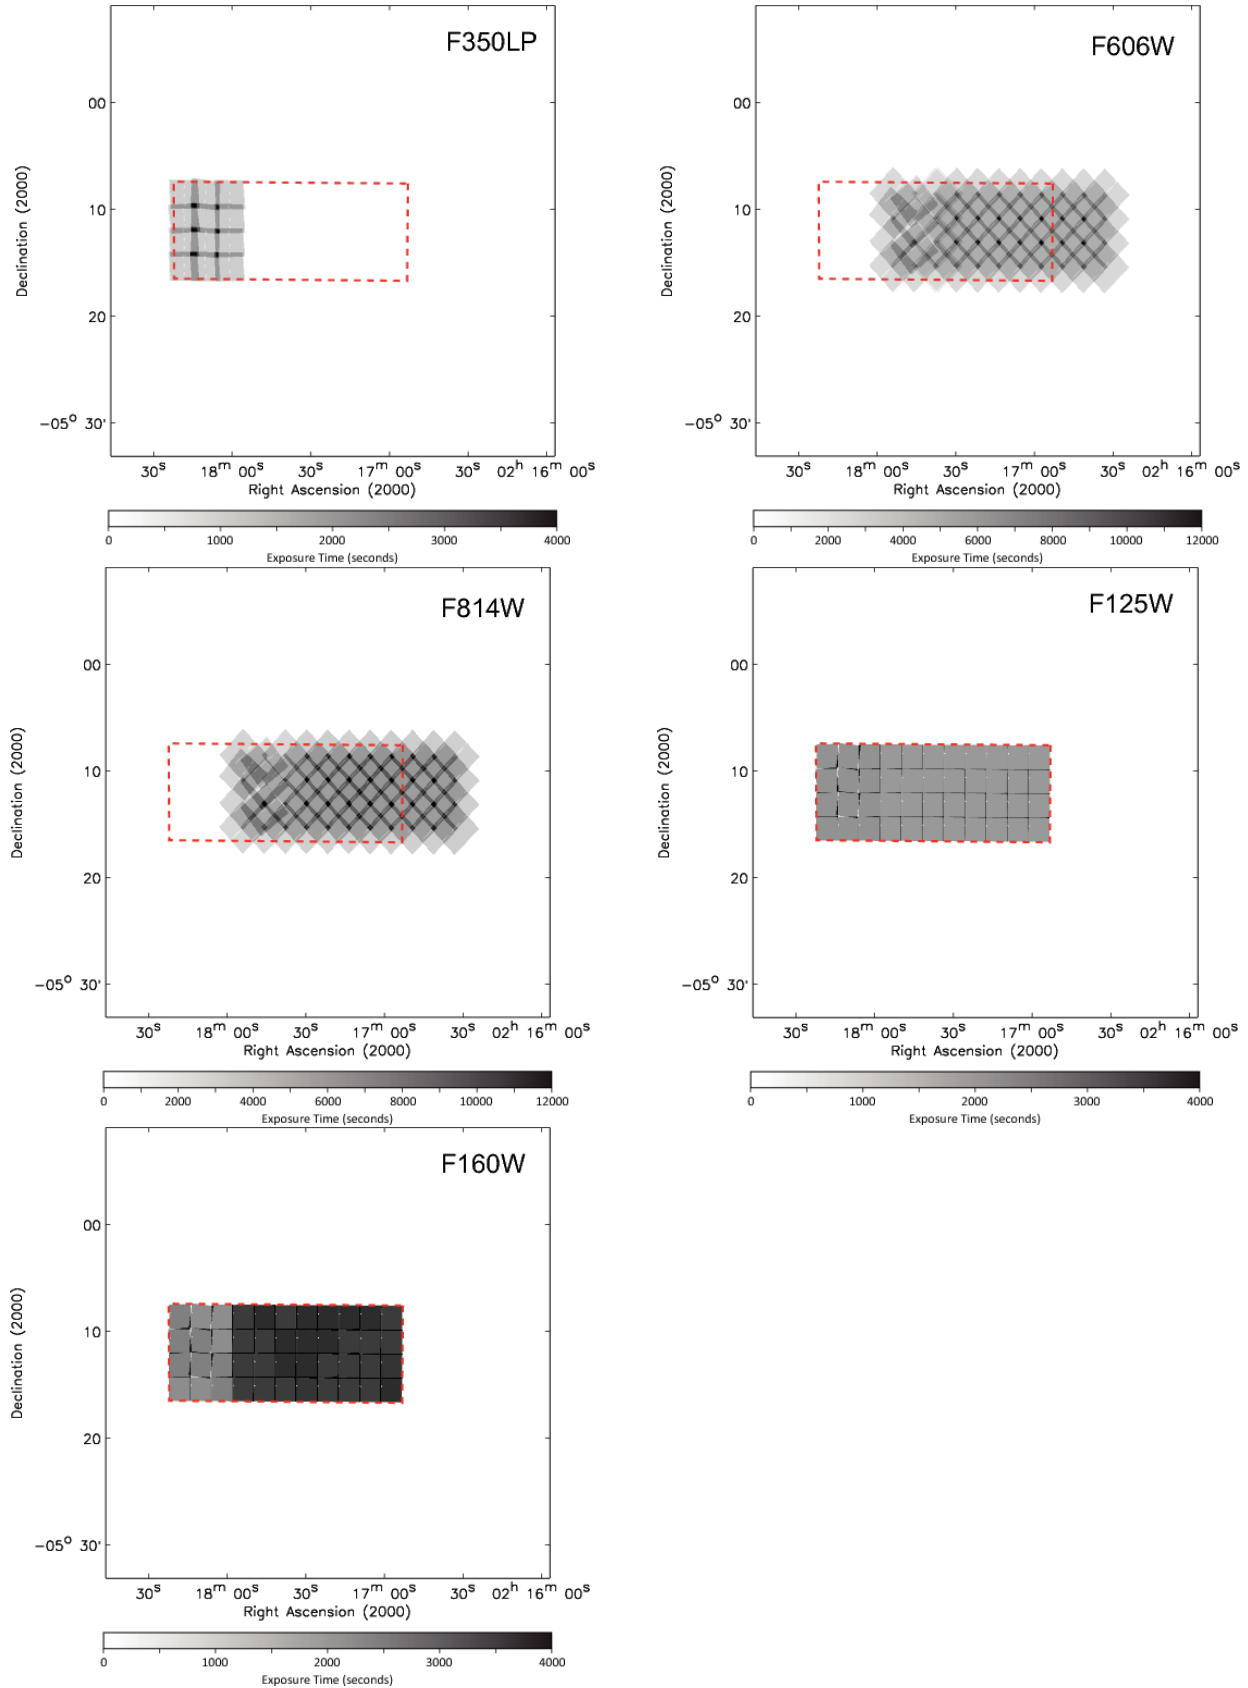 F350LP
00
10
20
−05° 30'
Declination (2000)
30ˢ 18ᵐ 00ˢ 30ˢ 17ᵐ 00ˢ 30ˢ 02ʰ 16ᵐ 00ˢ
Right Ascension (2000)
0 1000 2000 3000 4000
Exposure Time (seconds)
F606W
00
10
20
−05° 30'
Declination (2000)
30ˢ 18ᵐ 00ˢ 30ˢ 17ᵐ 00ˢ 30ˢ 02ʰ 16ᵐ 00ˢ
Right Ascension (2000)
0 2000 4000 6000 8000 10000 12000
Exposure Time (seconds)
F814W
00
10
20
−05° 30'
Declination (2000)
30ˢ 18ᵐ 00ˢ 30ˢ 17ᵐ 00ˢ 30ˢ 02ʰ 16ᵐ 00ˢ
Right Ascension (2000)
0 2000 4000 6000 8000 10000 12000
Exposure Time (seconds)
F125W
00
10
20
−05° 30'
Declination (2000)
30ˢ 18ᵐ 00ˢ 30ˢ 17ᵐ 00ˢ 30ˢ 02ʰ 16ᵐ 00ˢ
Right Ascension (2000)
0 1000 2000 3000 4000
Exposure Time (seconds)
F160W
00
10
20
−05° 30'
Declination (2000)
30ˢ 18ᵐ 00ˢ 30ˢ 17ᵐ 00ˢ 30ˢ 02ʰ 16ᵐ 00ˢ
Right Ascension (2000)
0 1000 2000 3000 4000
Exposure Time (seconds)